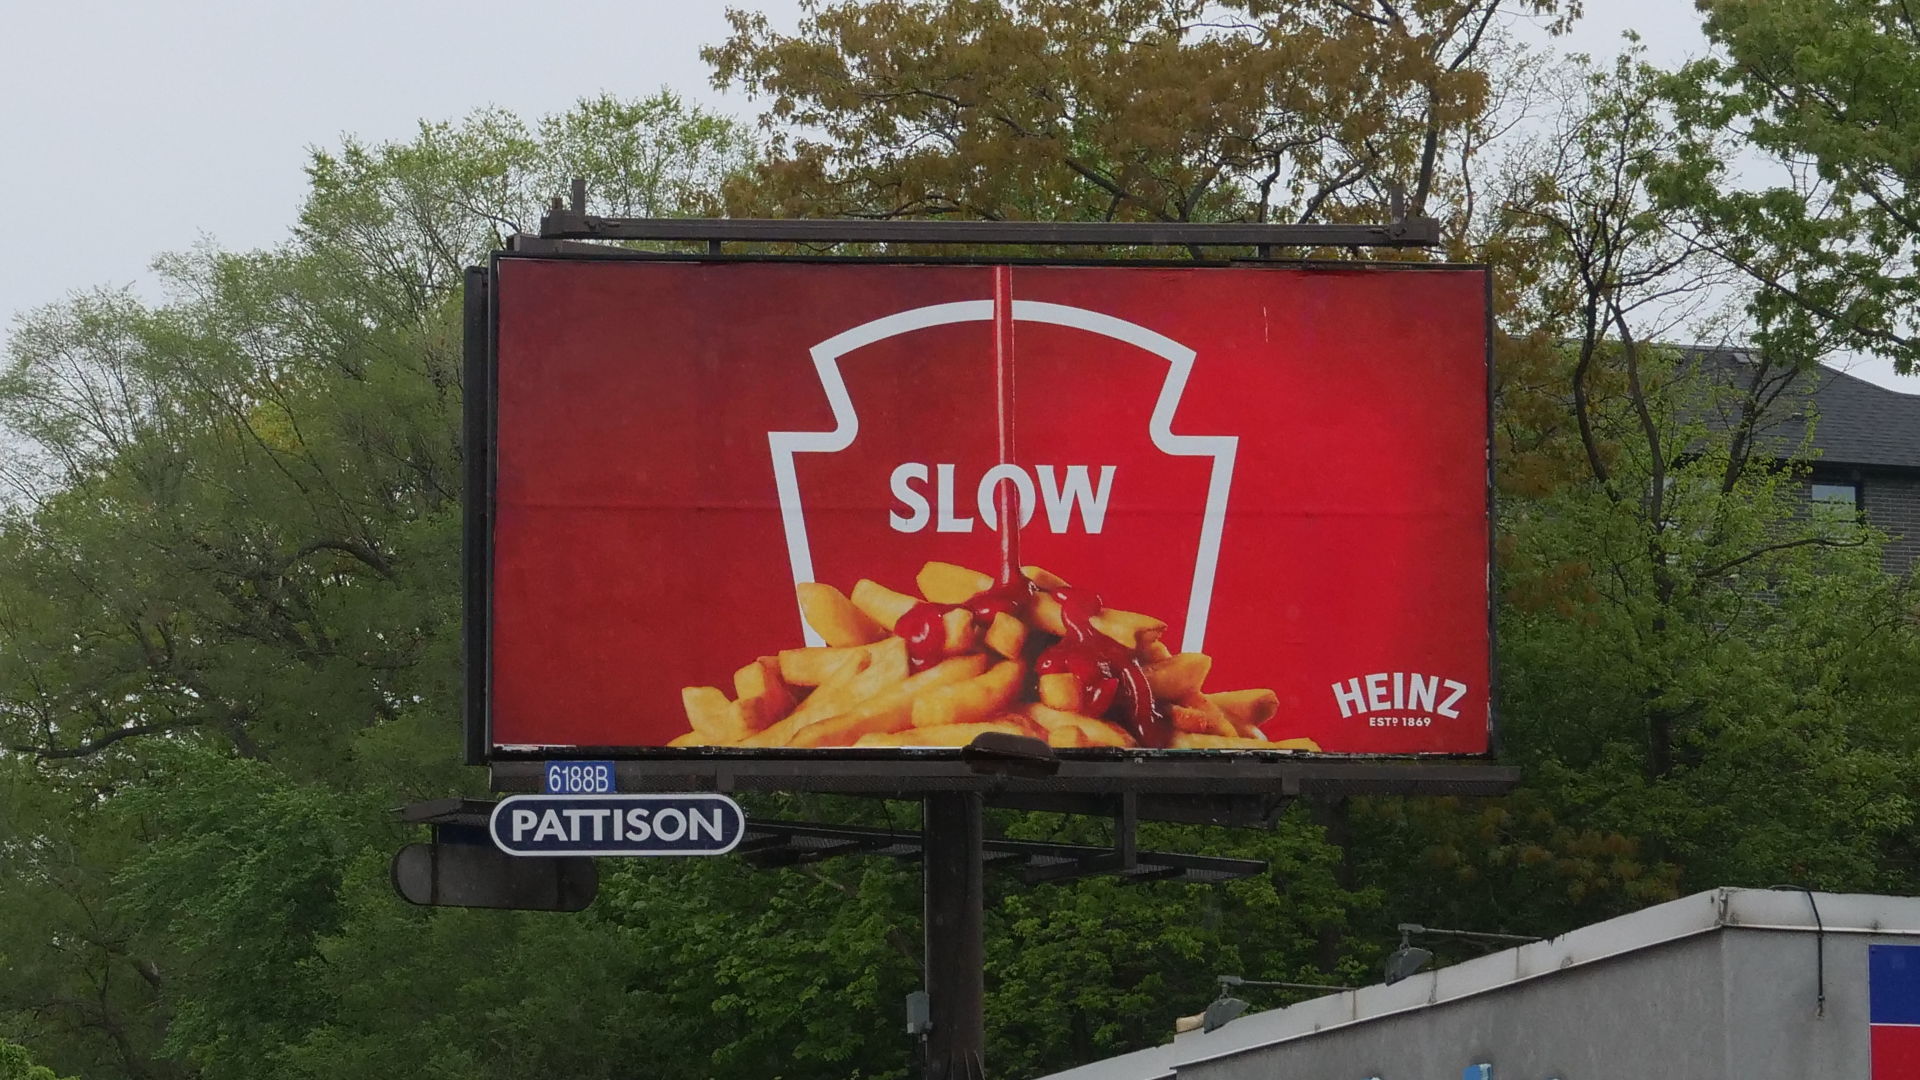 SLOW
HEINZ
ESTD 1869
6188B
PATTISON